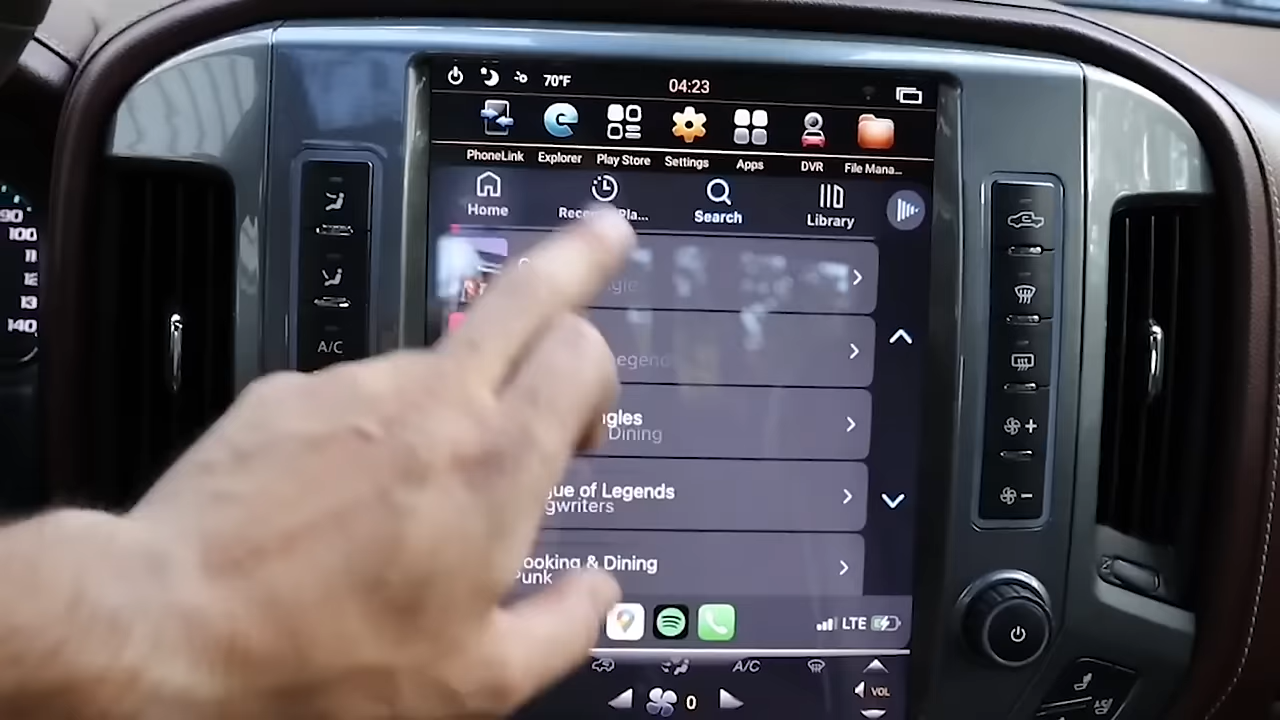 70°F
04:23
PhoneLink Explorer Play Store Settings Apps DVR File Mana...
Home Search Library
90
100
140
A/C
Dining
gue of Legends
gwriters
ooking & Dining
Punk
LTE
A/C
0
VOL